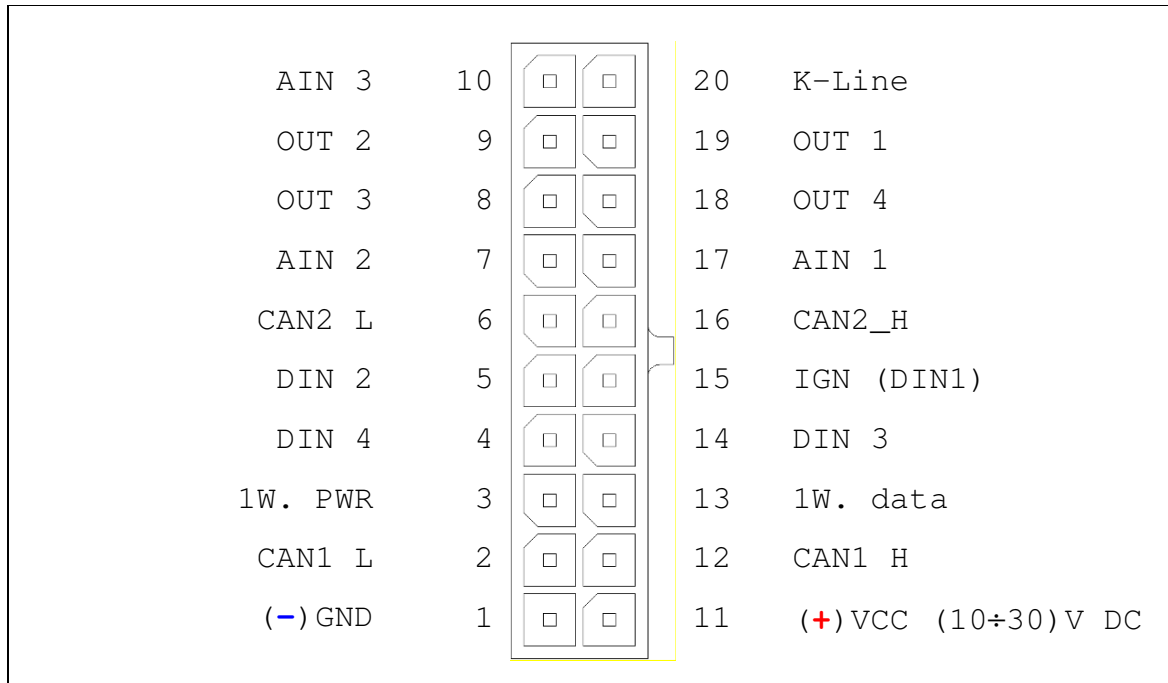 AIN 3 10 20 K-Line
OUT 2 9 19 OUT 1
OUT 3 8 18 OUT 4
AIN 2 7 17 AIN 1
CAN2 L 6 16 CAN2_H
DIN 2 5 15 IGN (DIN1)
DIN 4 4 14 DIN 3
1W. PWR 3 13 1W. data
CAN1 L 2 12 CAN1 H
(-)GND 1 11 (+)VCC (10÷30)V DC